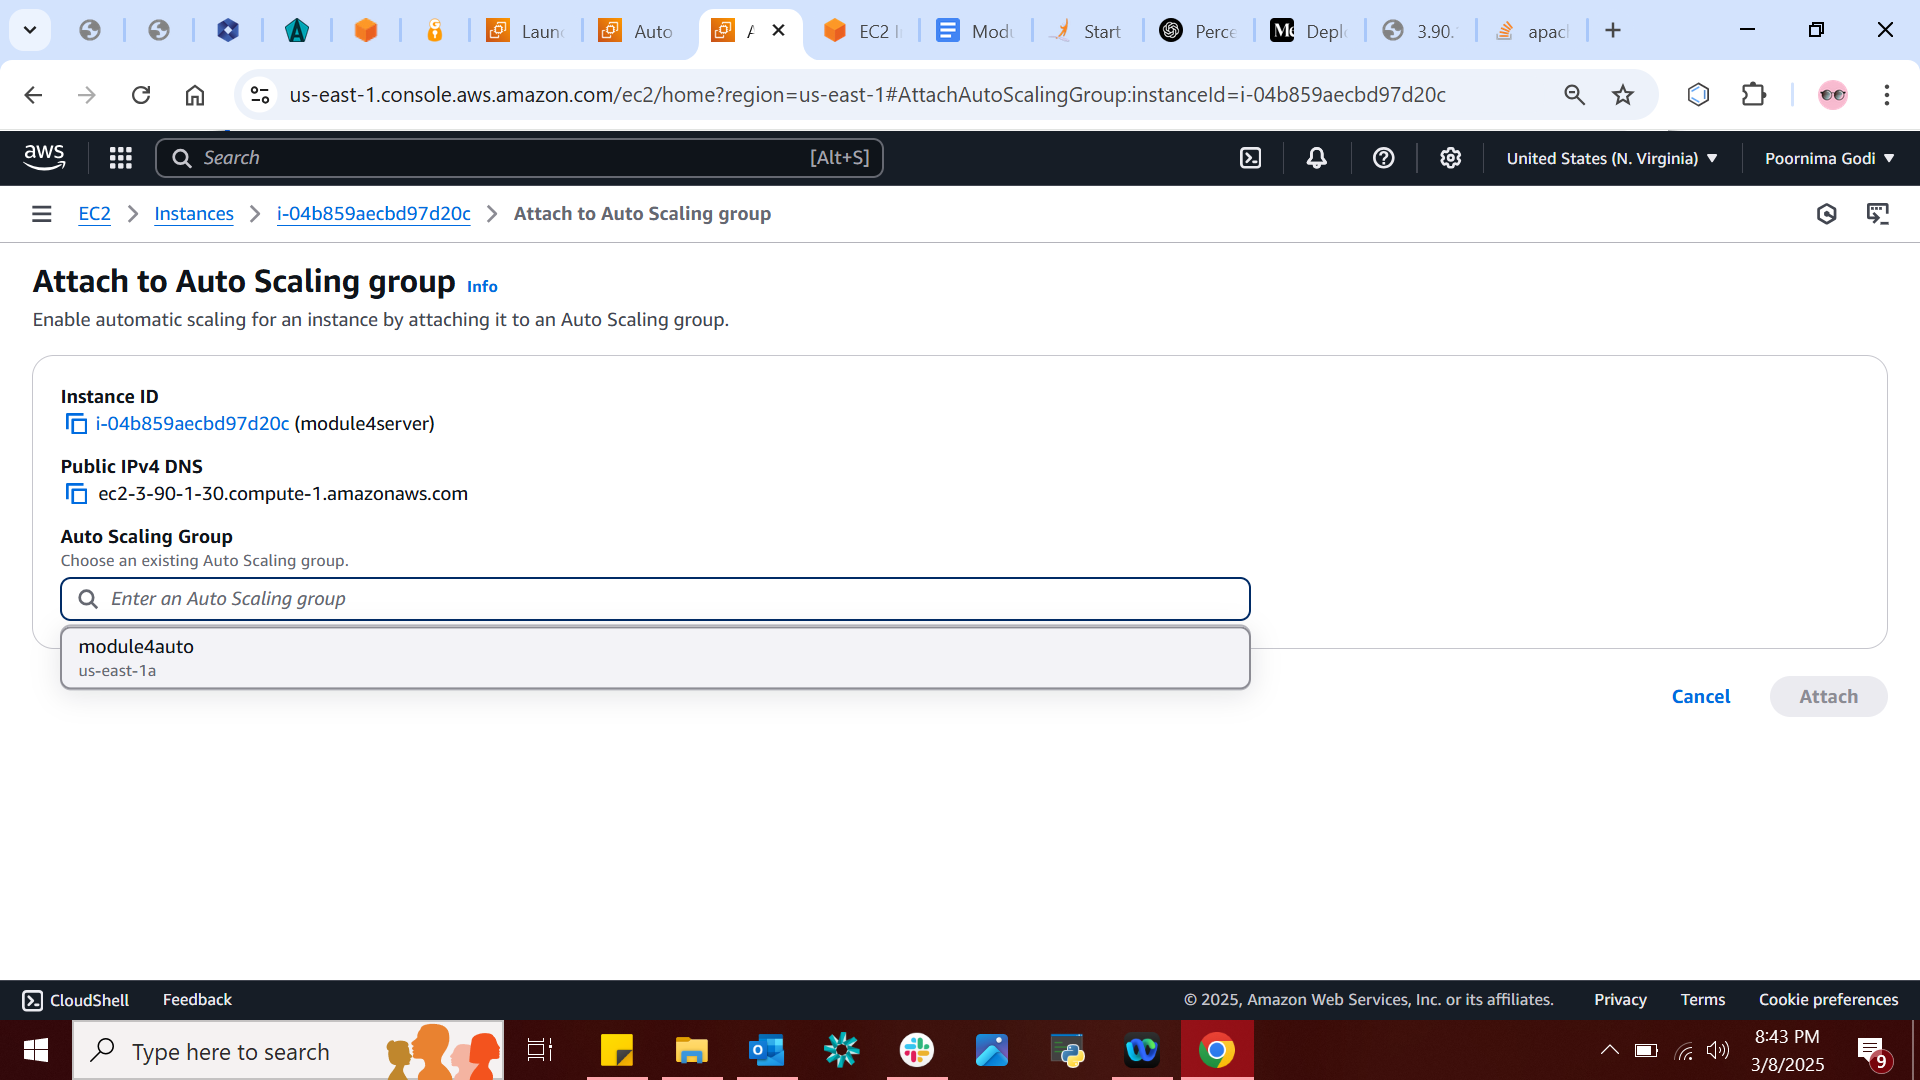 Laun
Auto
A
EC2 I
Modu
Start
Perce
Deplo
3.90.
apac
us-east-1.console.aws.amazon.com/ec2/home?region=us-east-1#AttachAutoScalingGroup:instanceId=i-04b859aecbd97d20c
aws
Search
[Alt+S]
United States (N. Virginia)
Poornima Godi
EC2
Instances
i-04b859aecbd97d20c
Attach to Auto Scaling group
Attach to Auto Scaling group Info
Enable automatic scaling for an instance by attaching it to an Auto Scaling group.
Instance ID
i-04b859aecbd97d20c (module4server)
Public IPv4 DNS
ec2-3-90-1-30.compute-1.amazonaws.com
Auto Scaling Group
Choose an existing Auto Scaling group.
Enter an Auto Scaling group
module4auto
us-east-1a
Cancel
Attach
CloudShell
Feedback
© 2025, Amazon Web Services, Inc. or its affiliates.
Privacy
Terms
Cookie preferences
Type here to search
8:43 PM
3/8/2025
9